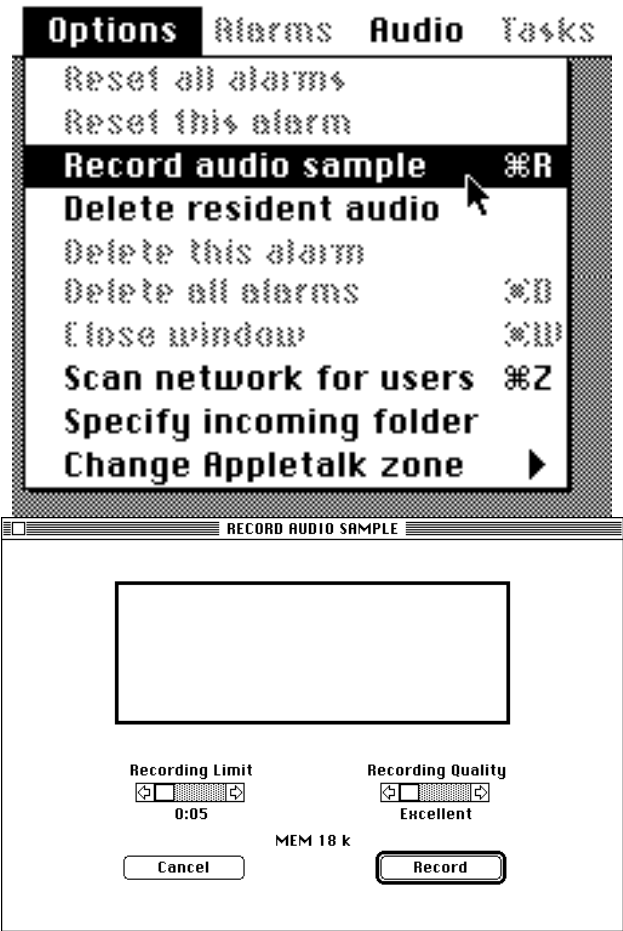 Options Alarms Audio Tasks
Reset all alarms
Reset this alarm
Record audio sample ⌘R
Delete resident audio
Delete this alarm
Delete all alarms ⌘D
Close window ⌘W
Scan network for users ⌘Z
Specify incoming folder
Change Appletalk zone
RECORD AUDIO SAMPLE
Recording Limit Recording Quality
0:05 Excellent
MEM 18 k
Cancel Record